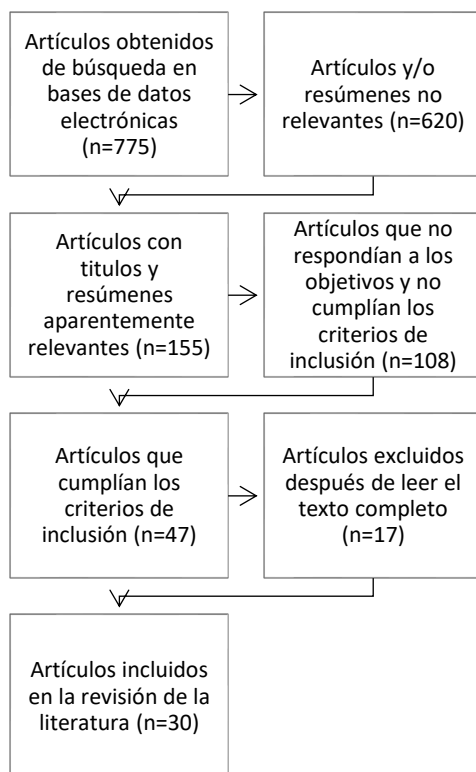 Artículos obtenidos
de búsqueda en
bases de datos
electrónicas
(n=775)
Artículos y/o
resúmenes no
relevantes (n=620)
Artículos con
titulos y
resúmenes
aparentemente
relevantes (n=155)
Artículos que no
respondían a los
objetivos y no
cumplían los
criterios de
inclusión (n=108)
Artículos que
cumplían los
criterios de
inclusión (n=47)
Artículos excluidos
después de leer el
texto completo
(n=17)
Artículos incluidos
en la revisión de la
literatura (n=30)